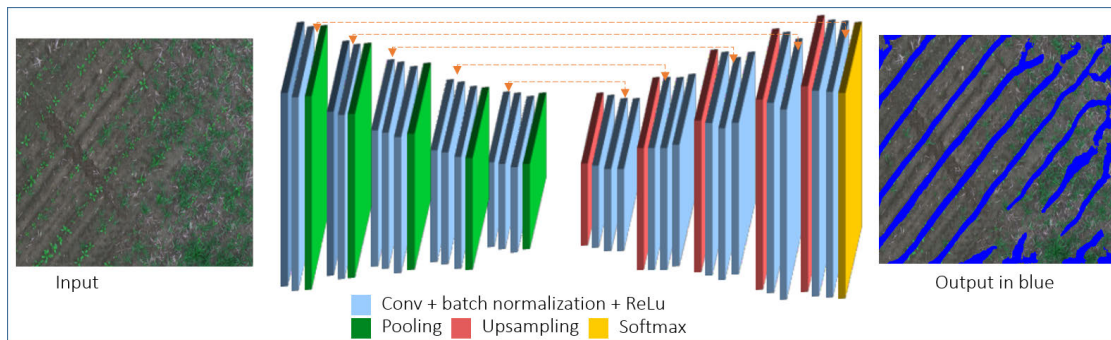 Input
Output in blue
Conv + batch normalization + ReLu
Pooling
Upsampling
Softmax